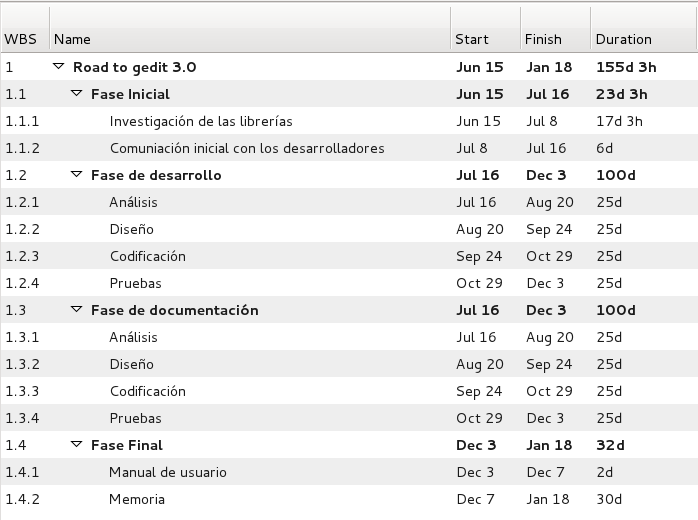 WBS Name Start Finish Duration
1 Road to gedit 3.0 Jun 15 Jan 18 155d 3h
1.1 Fase Inicial Jun 15 Jul 16 23d 3h
1.1.1 Investigación de las librerías Jun 15 Jul 8 17d 3h
1.1.2 Comuniación inicial con los desarrolladores Jul 8 Jul 16 6d
1.2 Fase de desarrollo Jul 16 Dec 3 100d
1.2.1 Análisis Jul 16 Aug 20 25d
1.2.2 Diseño Aug 20 Sep 24 25d
1.2.3 Codificación Sep 24 Oct 29 25d
1.2.4 Pruebas Oct 29 Dec 3 25d
1.3 Fase de documentación Jul 16 Dec 3 100d
1.3.1 Análisis Jul 16 Aug 20 25d
1.3.2 Diseño Aug 20 Sep 24 25d
1.3.3 Codificación Sep 24 Oct 29 25d
1.3.4 Pruebas Oct 29 Dec 3 25d
1.4 Fase Final Dec 3 Jan 18 32d
1.4.1 Manual de usuario Dec 3 Dec 7 2d
1.4.2 Memoria Dec 7 Jan 18 30d